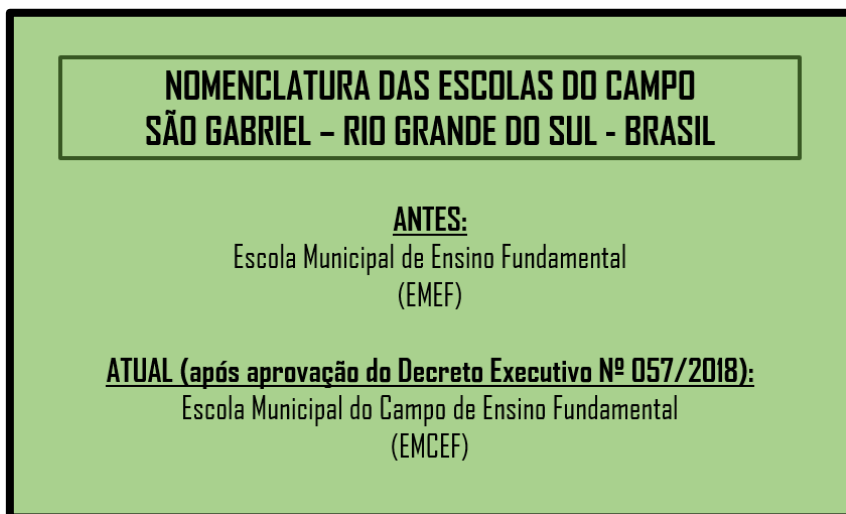 NOMENCLATURA DAS ESCOLAS DO CAMPO
SÃO GABRIEL – RIO GRANDE DO SUL - BRASIL
ANTES:
Escola Municipal de Ensino Fundamental
(EMEF)
ATUAL (após aprovação do Decreto Executivo Nº 057/2018):
Escola Municipal do Campo de Ensino Fundamental
(EMCEF)